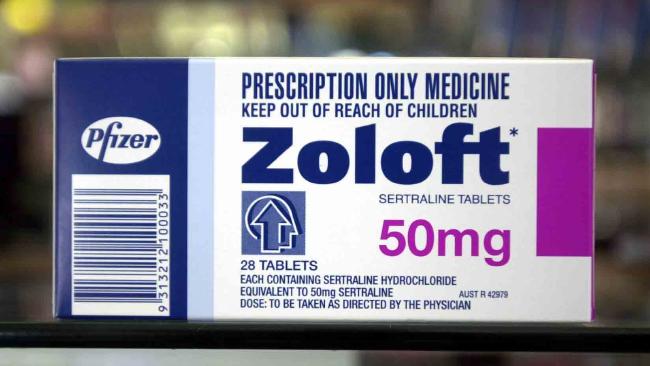 PRESCRIPTION ONLY MEDICINE
KEEP OUT OF REACH OF CHILDREN
Pfizer
Zoloft*
SERTRALINE TABLETS
50mg
28 TABLETS
EACH CONTAINING SERTRALINE HYDROCHLORIDE
EQUIVALENT TO 50mg SERTRALINE AUST R 42979
DOSE: TO BE TAKEN AS DIRECTED BY THE PHYSICIAN
9 313212 100033